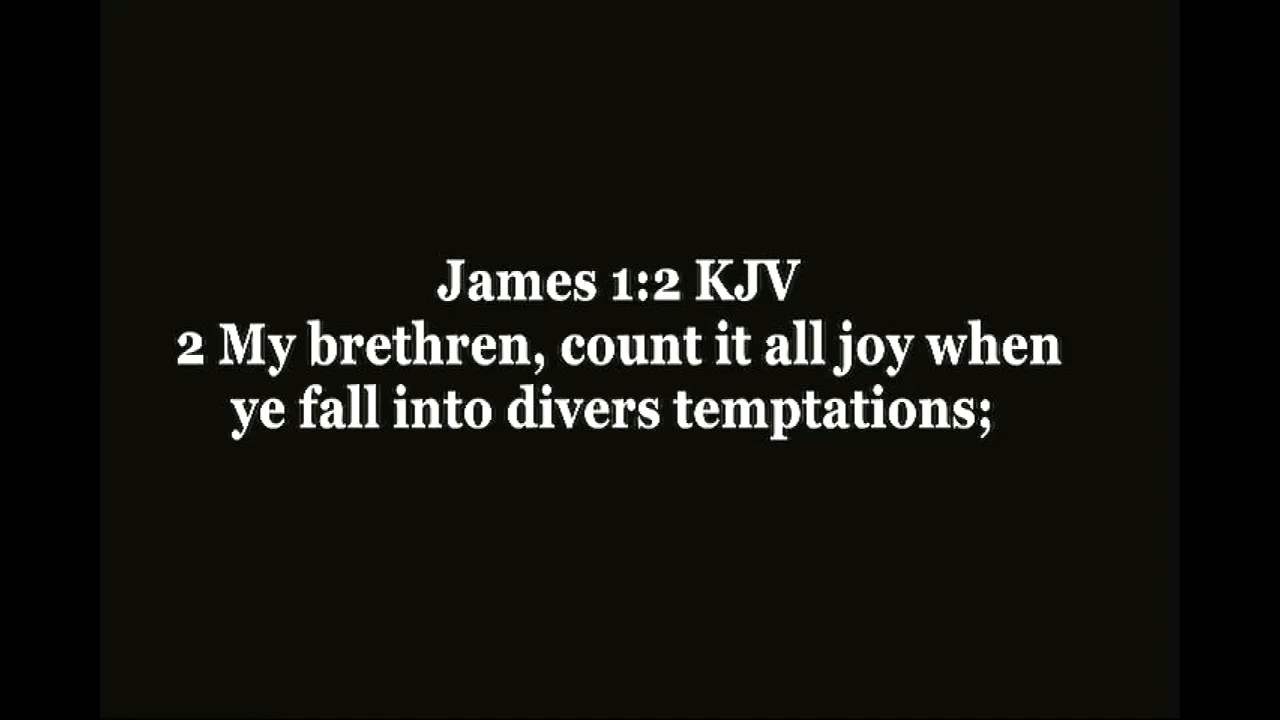 James 1:2 KJV
2 My brethren, count it all joy when
ye fall into divers temptations;